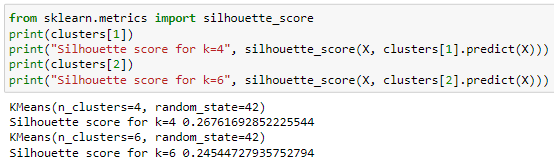 from sklearn.metrics import silhouette_score
print(clusters[1])
print("Silhouette score for k=4", silhouette_score(X, clusters[1].predict(X)))
print(clusters[2])
print("Silhouette score for k=6", silhouette_score(X, clusters[2].predict(X)))
KMeans(n_clusters=4, random_state=42)
Silhouette score for k=4 0.26761692852225544
KMeans(n_clusters=6, random_state=42)
Silhouette score for k=6 0.24544727935752794